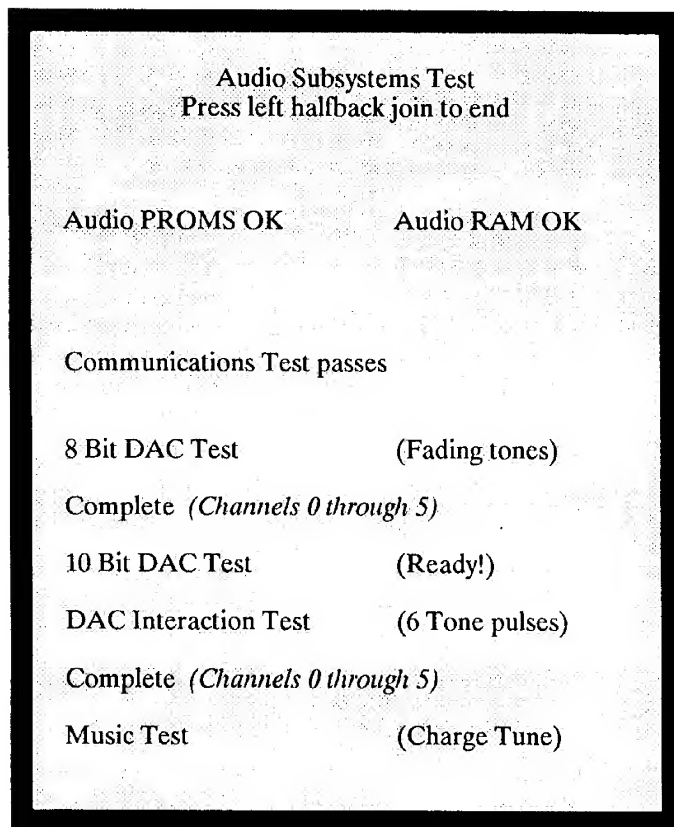 Audio Subsystems Test
Press left halfback join to end
Audio PROMS OK Audio RAM OK
Communications Test passes
8 Bit DAC Test (Fading tones)
Complete (Channels 0 through 5)
10 Bit DAC Test (Ready!)
DAC Interaction Test (6 Tone pulses)
Complete (Channels 0 through 5)
Music Test (Charge Tune)